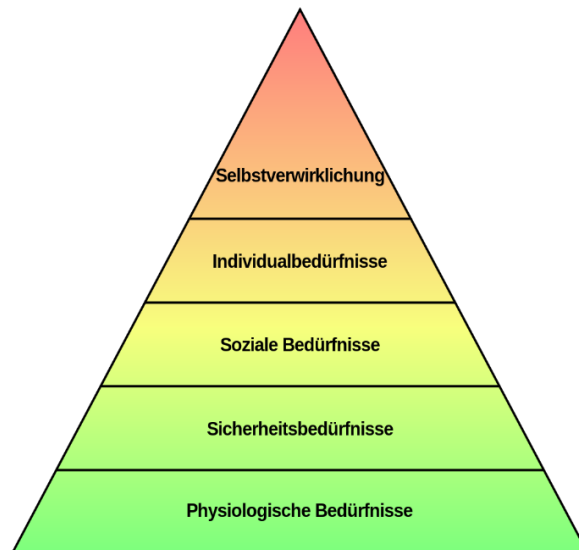 Selbstverwirklichung
Individualbedürfnisse
Soziale Bedürfnisse
Sicherheitsbedürfnisse
Physiologische Bedürfnisse